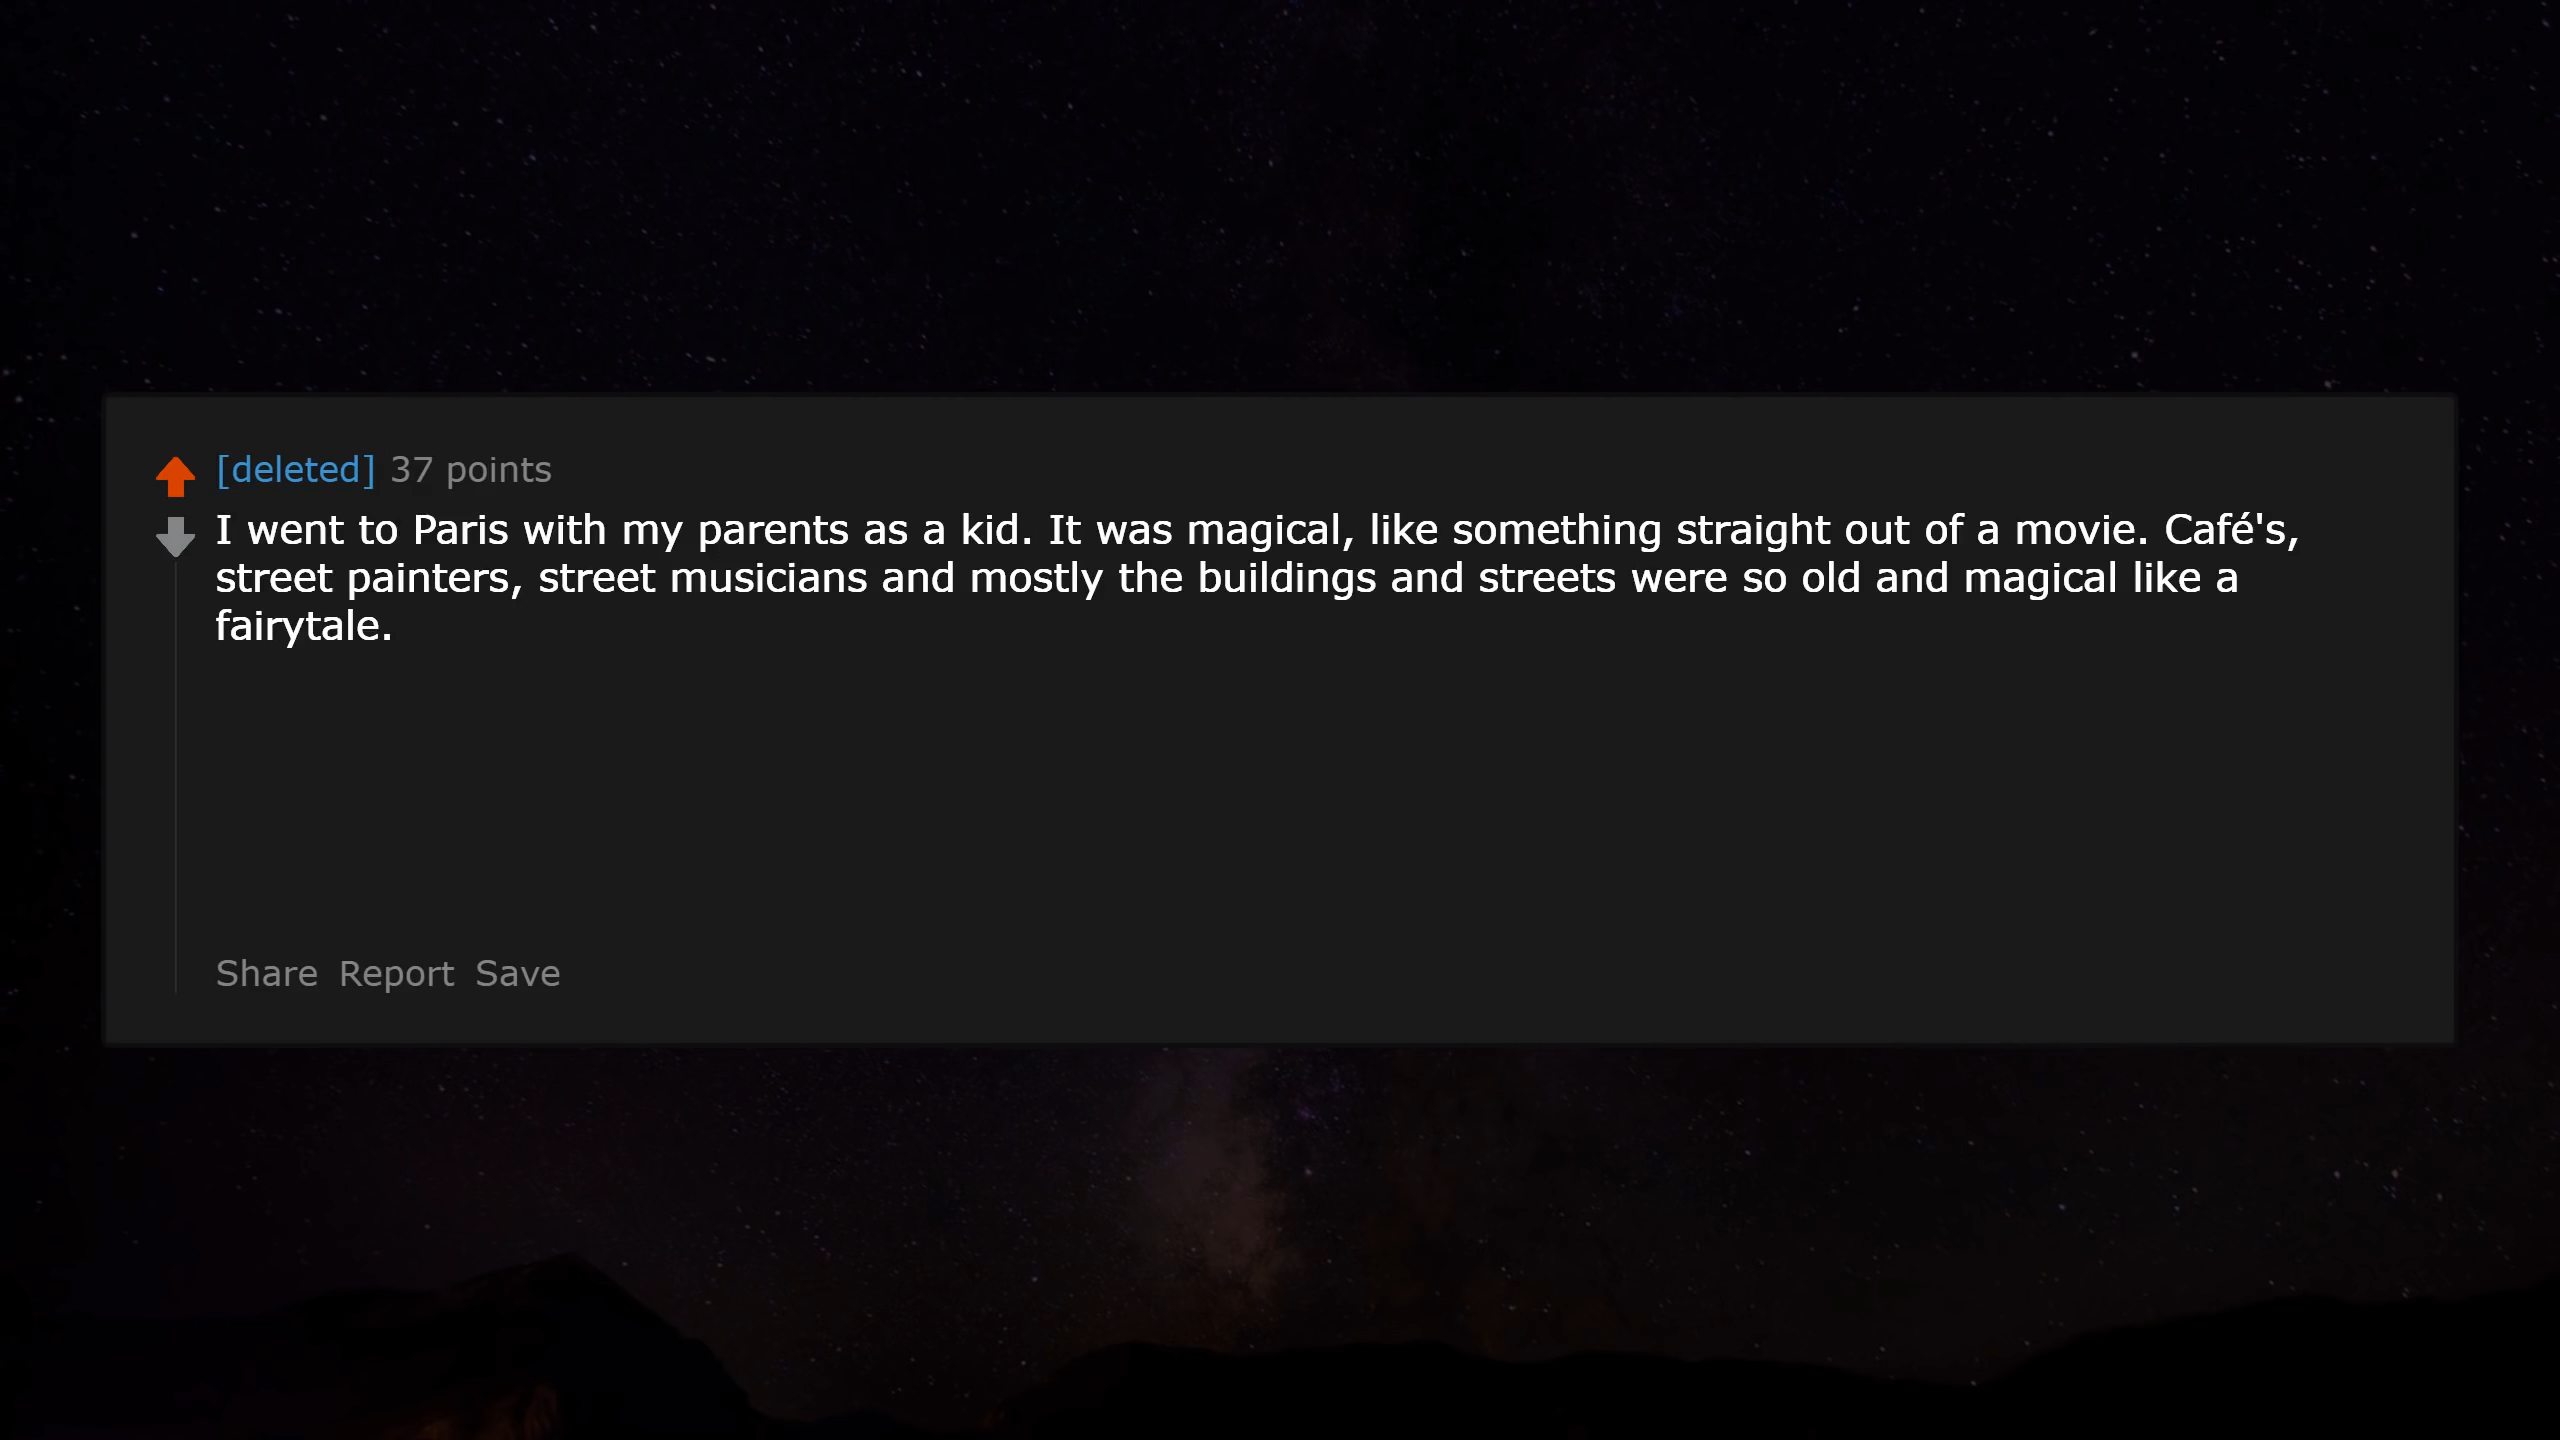 [deleted] 37 points
I went to Paris with my parents as a kid. It was magical, like something straight out of a movie. Café's,
street painters, street musicians and mostly the buildings and streets were so old and magical like a
fairytale.
Share Report Save